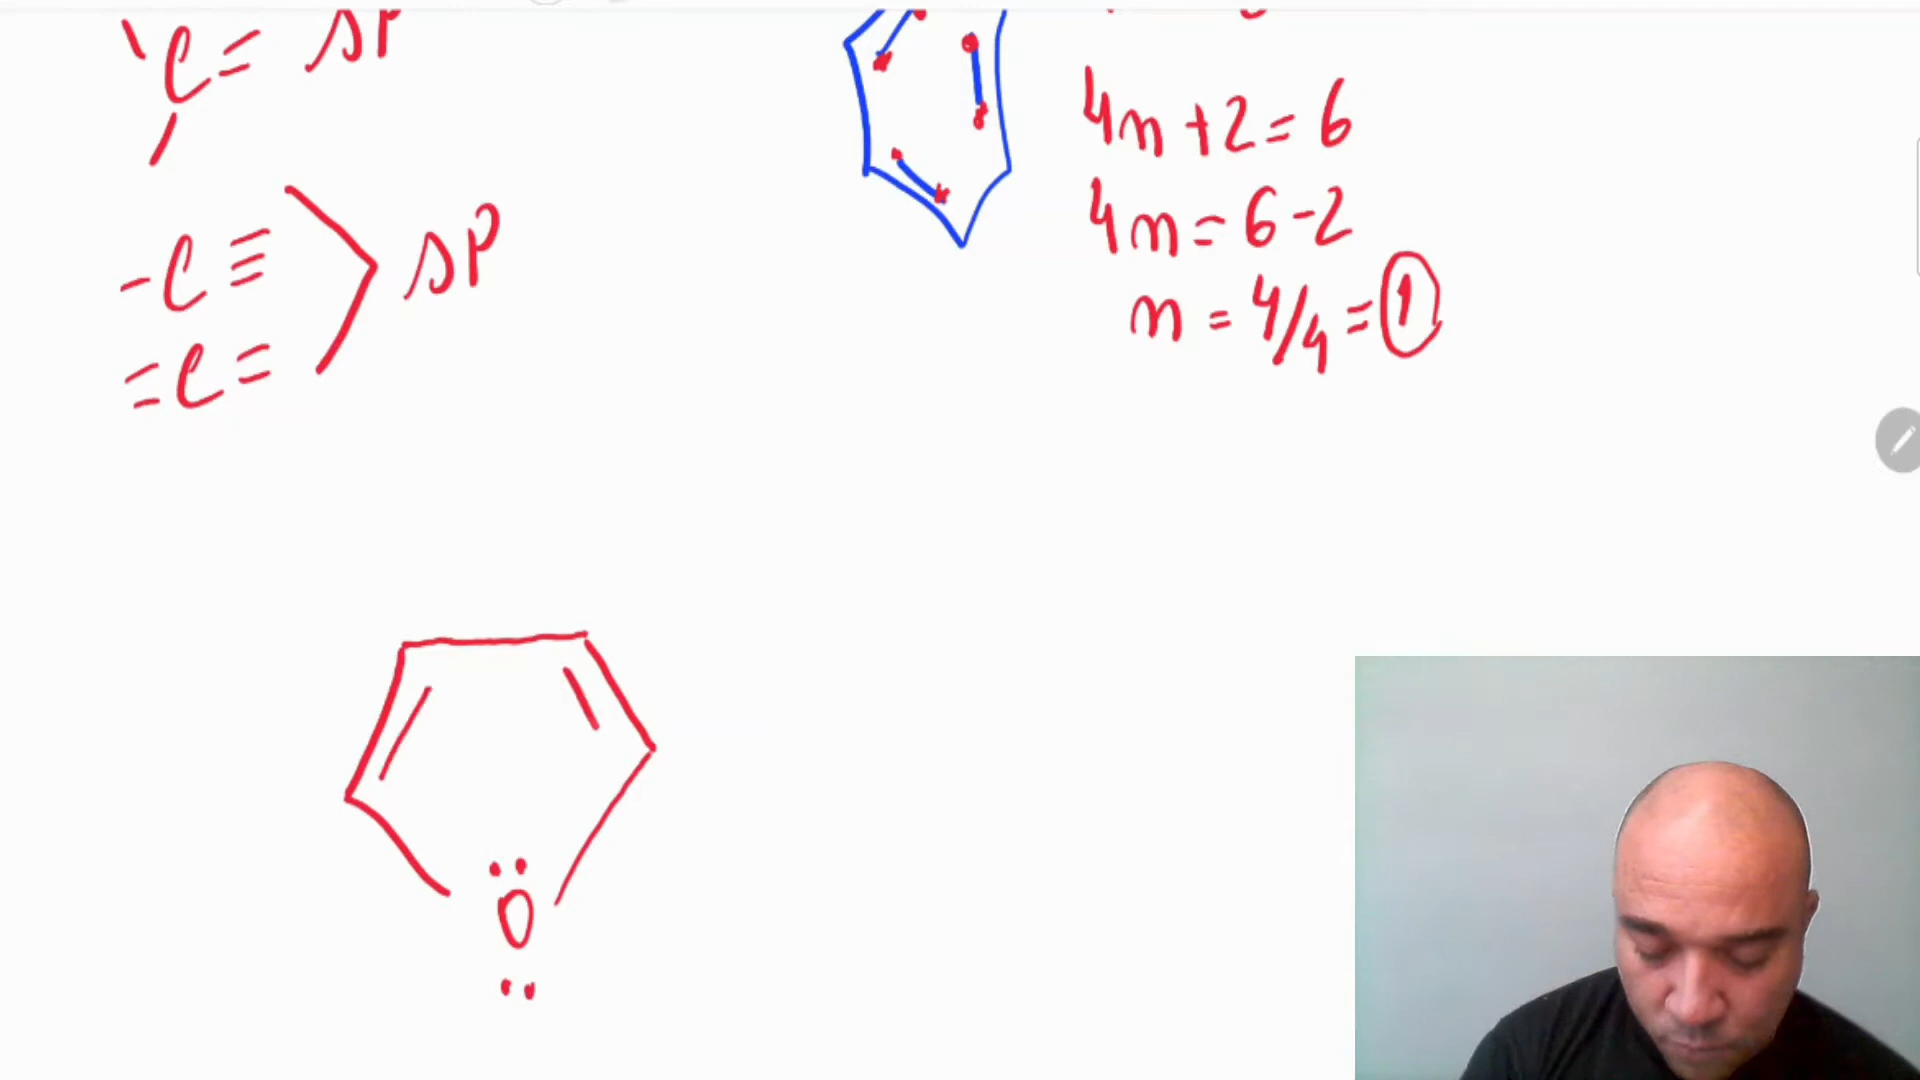 C= sp
-C≡
=C= sp
4n+2=6
4n=6-2
n=4/4=1
O